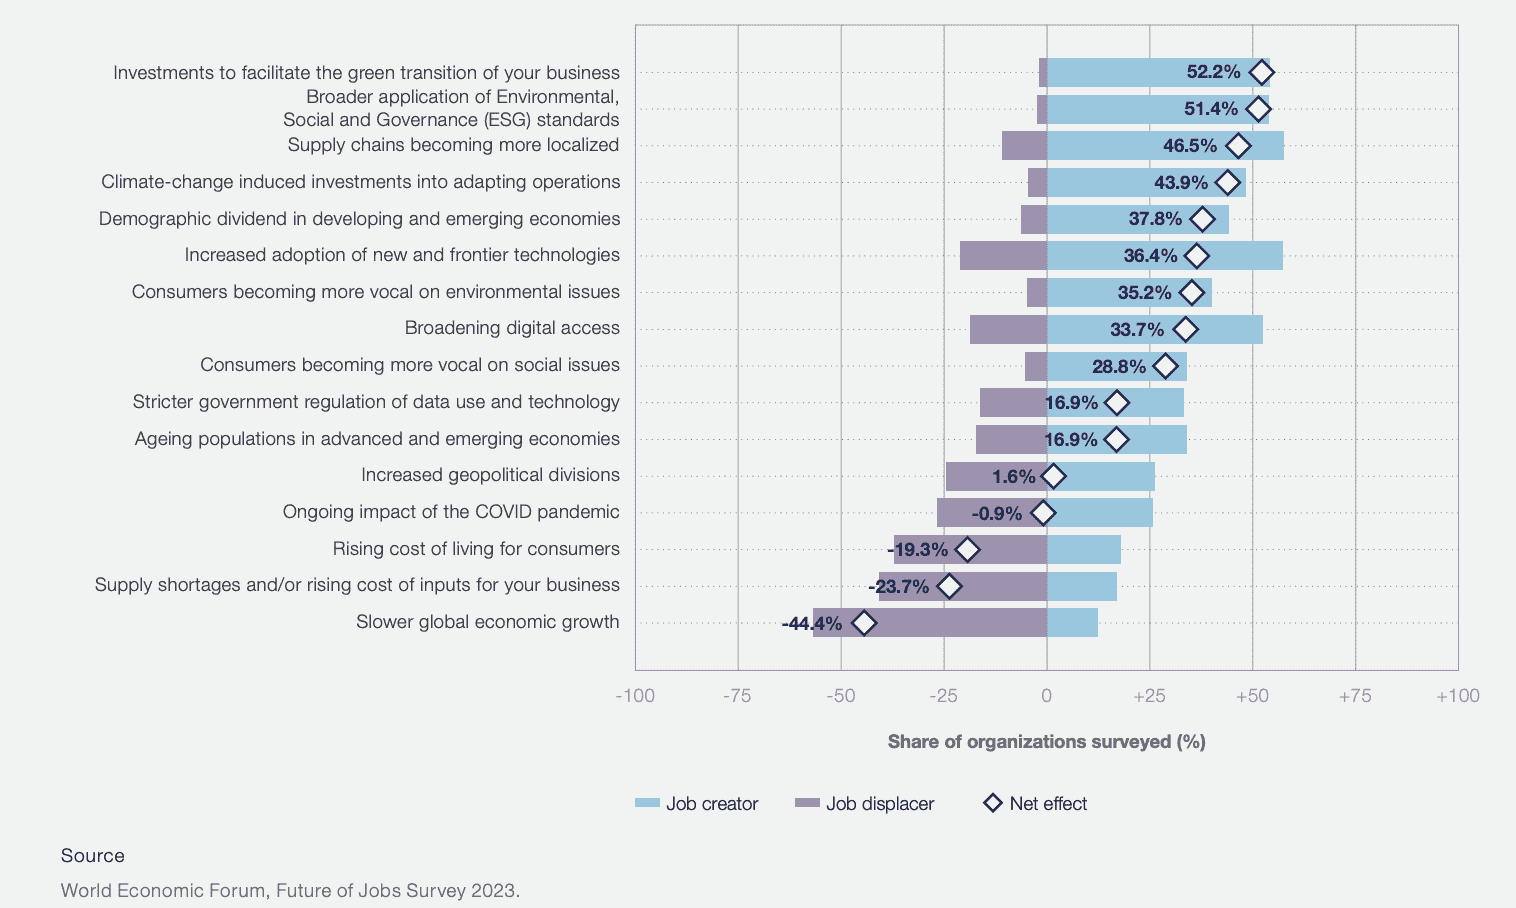 Investments to facilitate the green transition of your business 52.2%
Broader application of Environmental,
Social and Governance (ESG) standards 51.4%
Supply chains becoming more localized 46.5%
Climate-change induced investments into adapting operations 43.9%
Demographic dividend in developing and emerging economies 37.8%
Increased adoption of new and frontier technologies 36.4%
Consumers becoming more vocal on environmental issues 35.2%
Broadening digital access 33.7%
Consumers becoming more vocal on social issues 28.8%
Stricter government regulation of data use and technology 16.9%
Ageing populations in advanced and emerging economies 16.9%
Increased geopolitical divisions 1.6%
Ongoing impact of the COVID pandemic -0.9%
Rising cost of living for consumers -19.3%
Supply shortages and/or rising cost of inputs for your business -23.7%
Slower global economic growth -44.4%
-100 -75 -50 -25 0 +25 +50 +75 +100
Share of organizations surveyed (%)
Job creator Job displacer Net effect
Source
World Economic Forum, Future of Jobs Survey 2023.